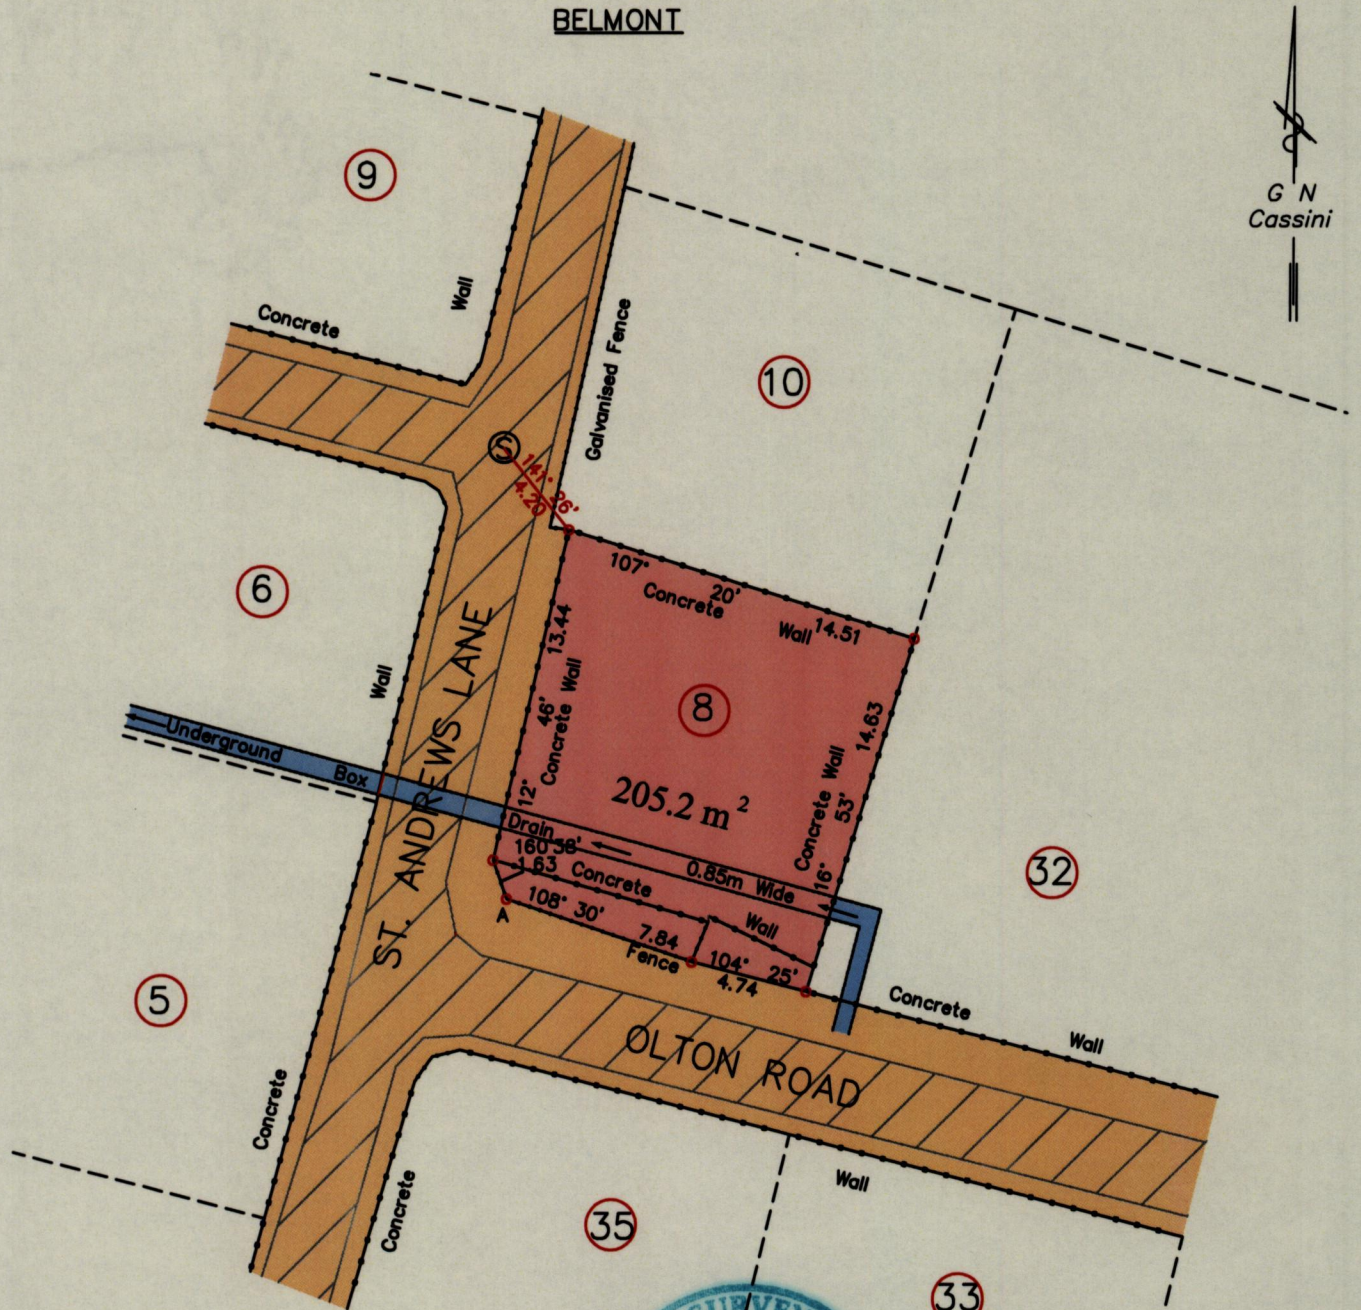 BELMONT
9
G N
Cassini
Concrete
Wall
Galvanised Fence
10
S
141° 26'
4.20
107° 20' 14.51
Concrete Wall
6
13.44
46'
12°
Concrete Wall
8
14.63
53'
16°
Concrete Wall
Wall
ST. ANDREWS LANE
Underground Box Drain
205.2 m²
0.85m Wide
160 58'
1.63
Concrete Wall
A
108° 30'
7.84
Fence
104° 25'
4.74
32
5
Concrete Wall
OLTON ROAD
Concrete
Concrete
Wall
35
33
SURVEY